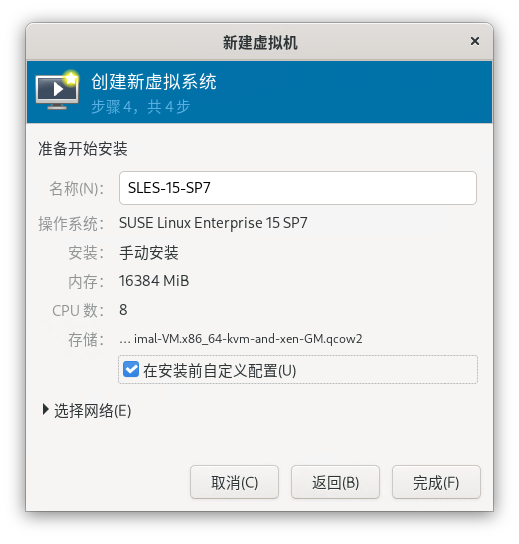 新建虚拟机
×
创建新虚拟系统
步骤 4，共 4 步
准备开始安装
名称(N): SLES-15-SP7
操作系统: SUSE Linux Enterprise 15 SP7
安装: 手动安装
内存: 16384 MiB
CPU 数: 8
存储: ... imal-VM.x86_64-kvm-and-xen-GM.qcow2
在安装前自定义配置(U)
选择网络(E)
取消(C) 返回(B) 完成(F)